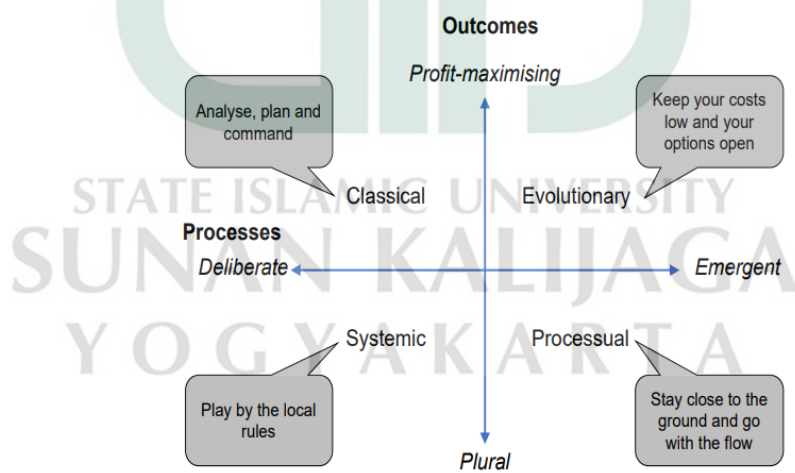 Outcomes
Profit-maximising
Analyse, plan and
command
Keep your costs
low and your
options open
STATE ISLAMIC UNIVERSITY
Classical
Evolutionary
SUNAN KALIJAGA
Processes
Deliberate
Emergent
YOGYAKARTA
Systemic
Processual
Play by the local
rules
Stay close to the
ground and go
with the flow
Plural